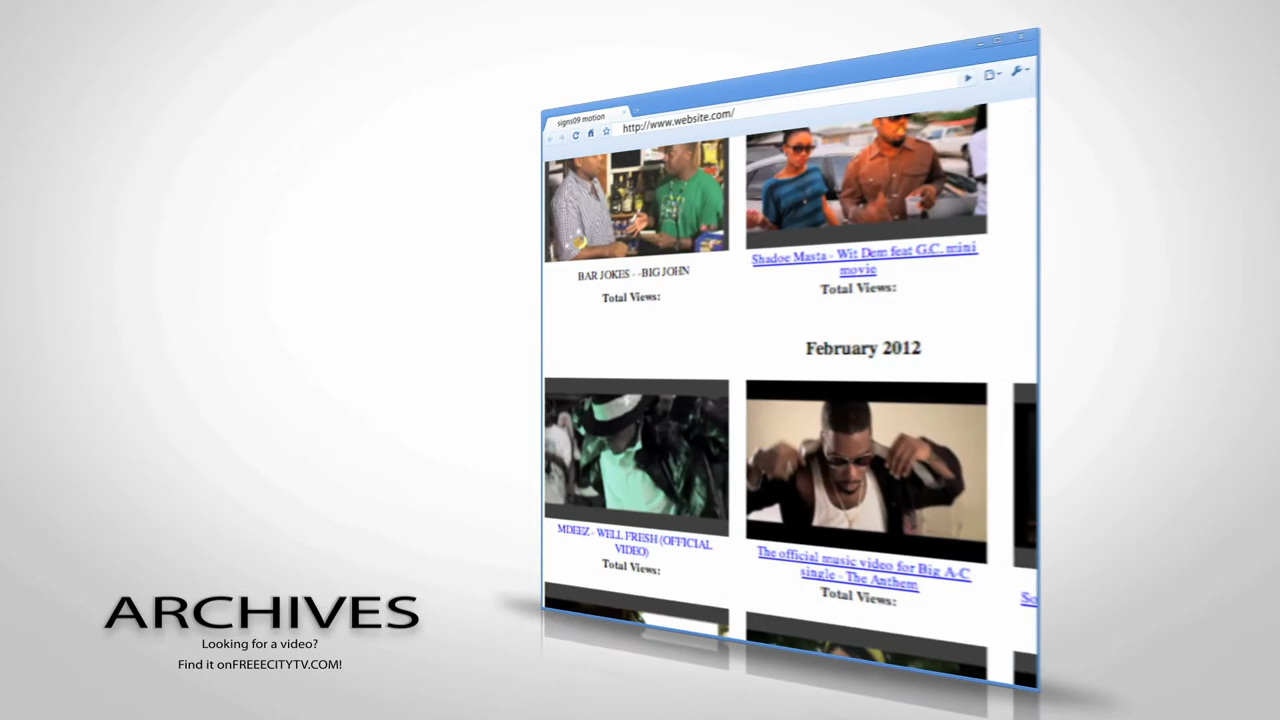 signs09 motion
http://www.website.com/
BAR JOKES - -BIG JOHN
Total Views:
Shadoe Masta - Wit Dem feat G.C. mini
movie
Total Views:
February 2012
MDEEZ - WELL FRESH (OFFICIAL
VIDEO)
Total Views:
The official music video for Big A-C
single - The Anthem
Total Views:
So
ARCHIVES
Looking for a video?
Find it onFREEECITYTV.COM!